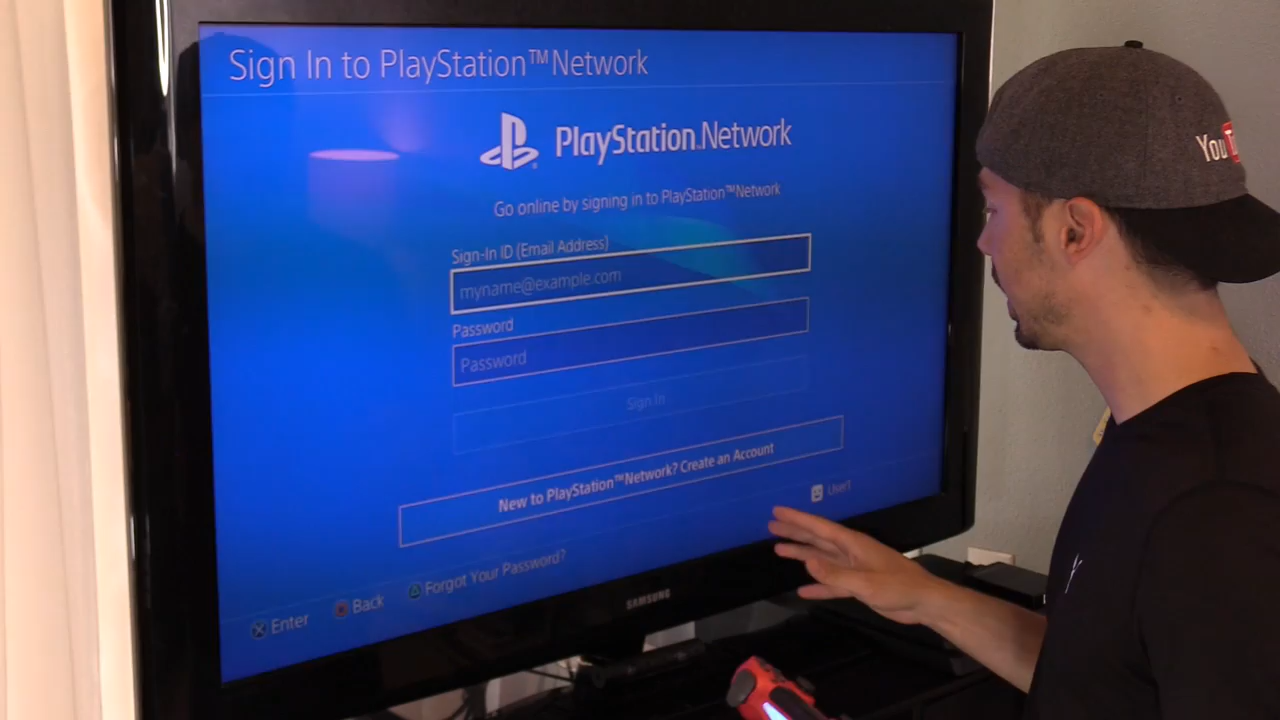 Sign In to PlayStation™Network
PlayStation®Network
Go online by signing in to PlayStation™Network
Sign-In ID (Email Address)
myname@example.com
Password
Password
Sign In
New to PlayStation™Network? Create an Account
User1
Enter
Back
Forgot Your Password?
SAMSUNG